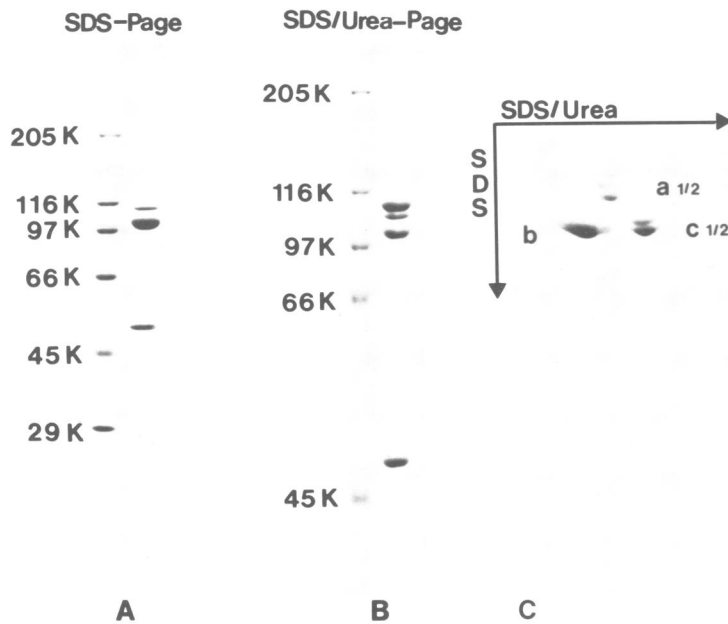 SDS-Page
205 K
116 K
97 K
66 K
45 K
29 K
A
SDS/Urea-Page
205 K
116 K
97 K
66 K
45 K
B
SDS/Urea
SDS
a 1/2
b
c 1/2
C